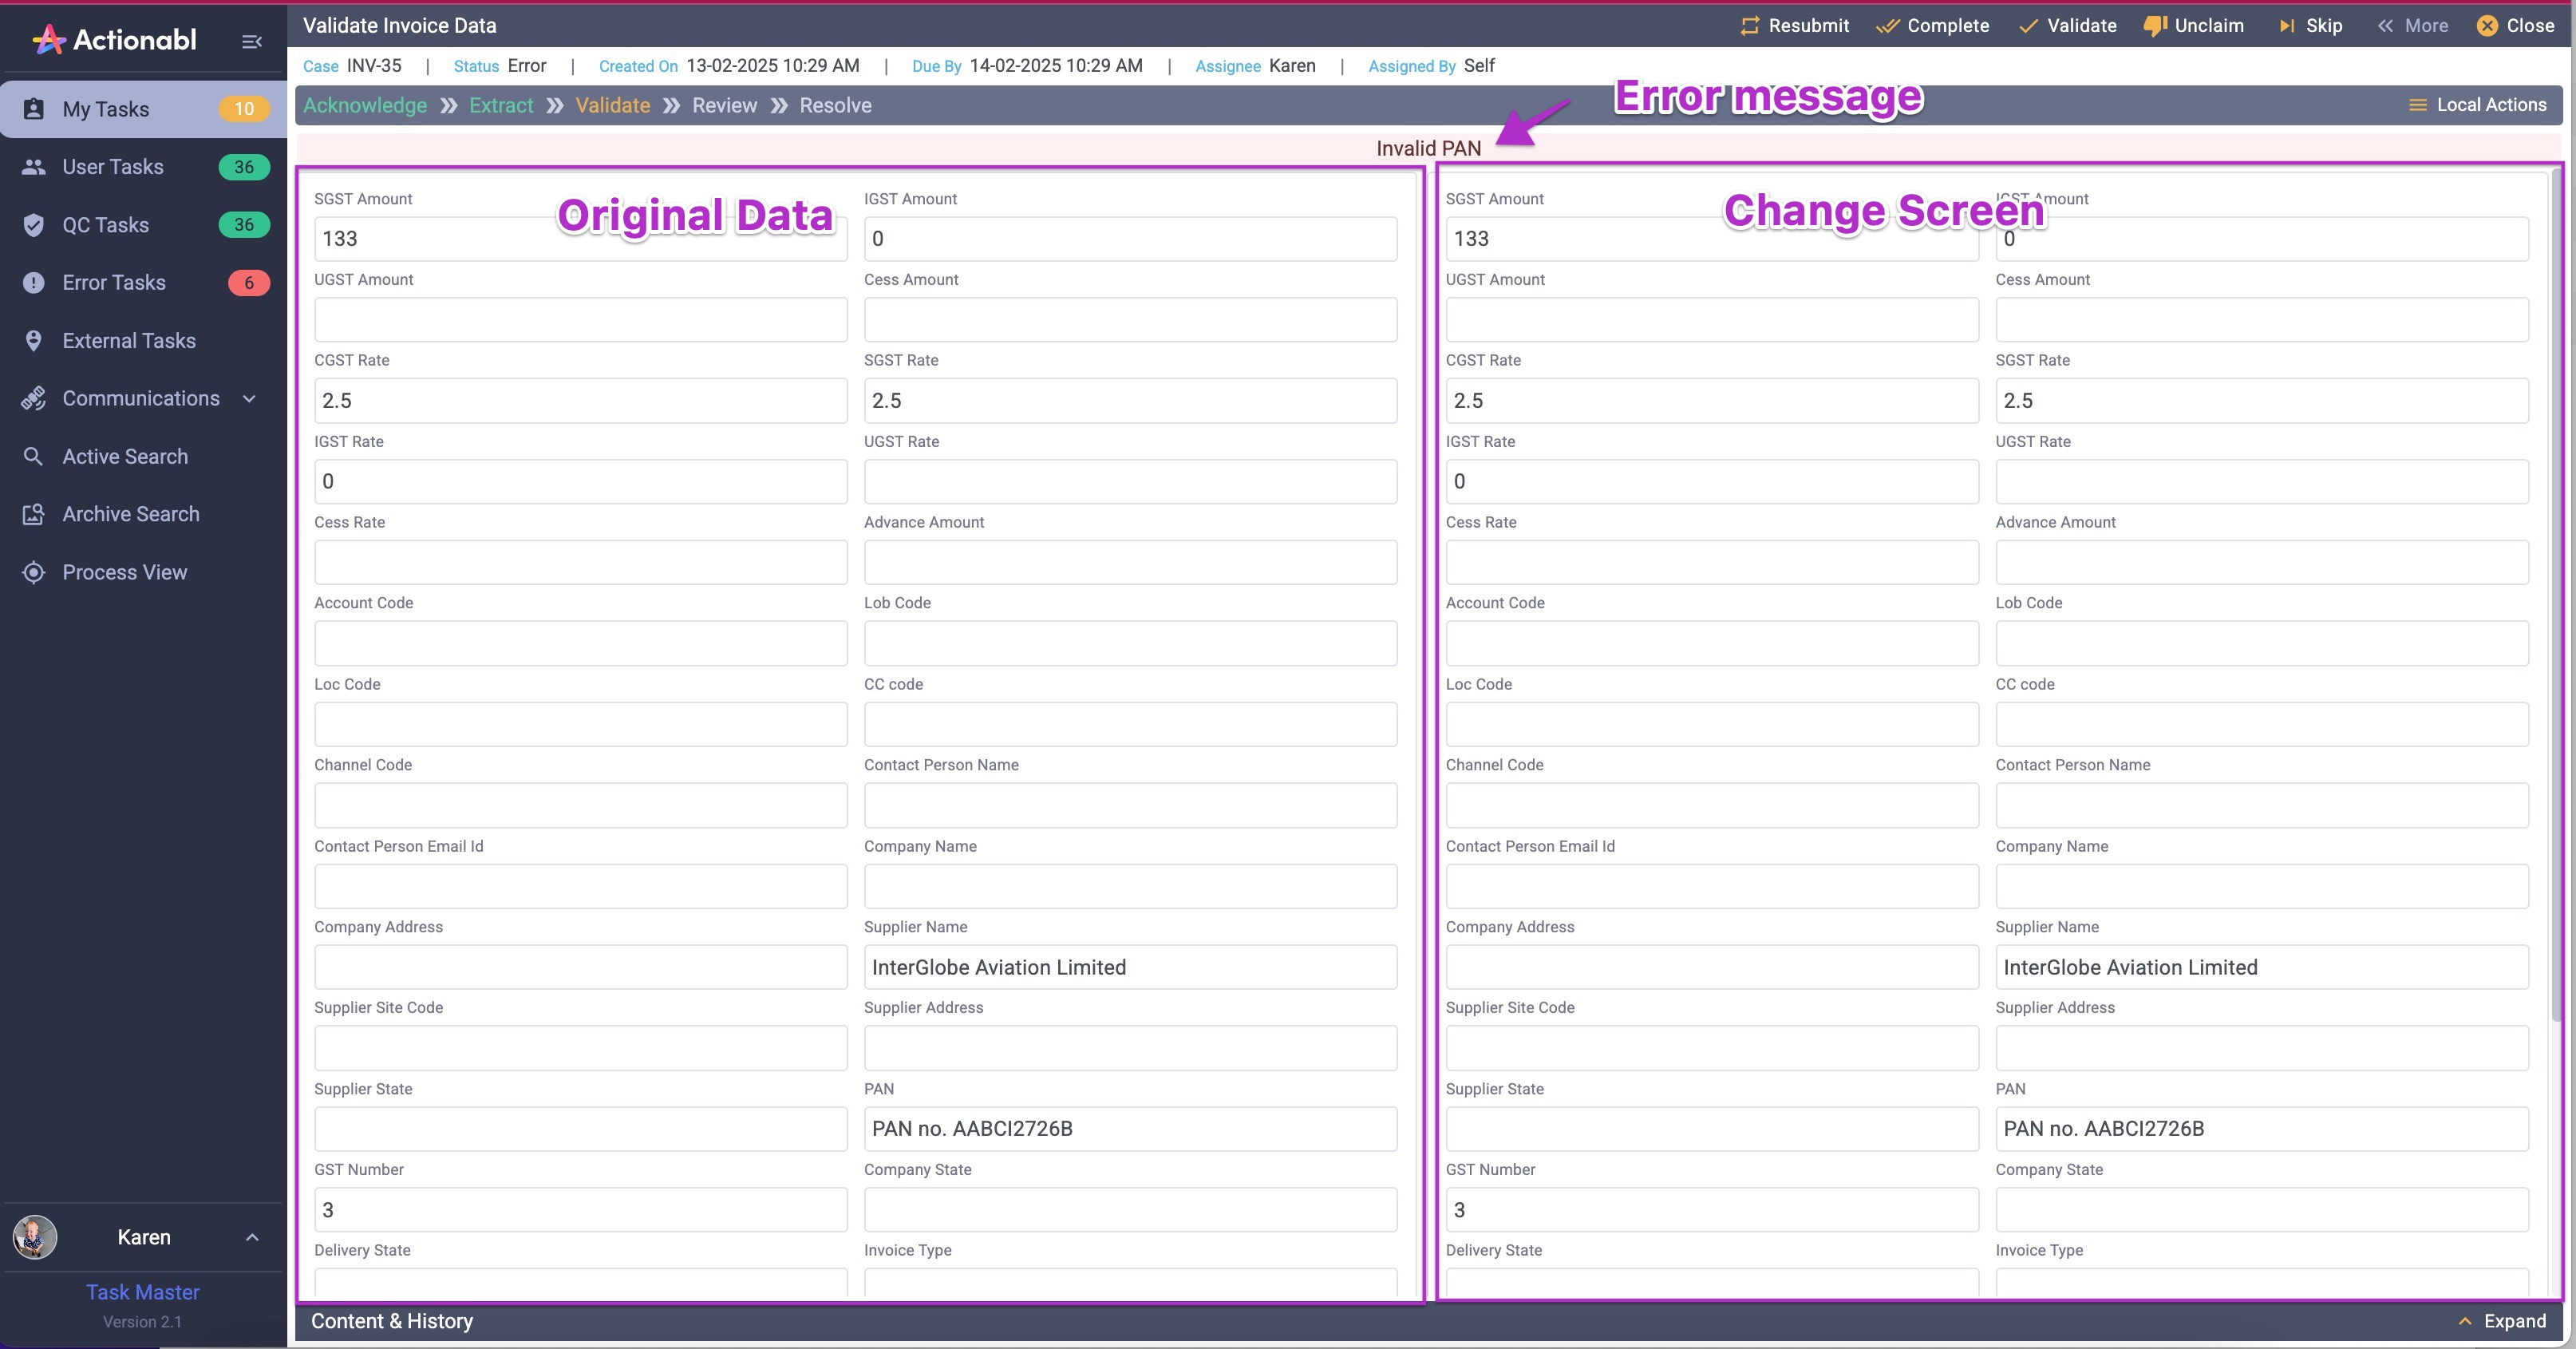 Actionabl
My Tasks 10
User Tasks 36
QC Tasks 36
Error Tasks 6
External Tasks
Communications
Active Search
Archive Search
Process View
Karen
Task Master
Version 2.1
Validate Invoice Data
Resubmit Complete Validate Unclaim Skip More Close
Case INV-35 | Status Error | Created On 13-02-2025 10:29 AM | Due By 14-02-2025 10:29 AM | Assignee Karen | Assigned By Self
Acknowledge Extract Validate Review Resolve
Local Actions
Error message
Invalid PAN
Original Data
SGST Amount IGST Amount
133 0
UGST Amount Cess Amount
CGST Rate SGST Rate
2.5 2.5
IGST Rate UGST Rate
0
Cess Rate Advance Amount
Account Code Lob Code
Loc Code CC code
Channel Code Contact Person Name
Contact Person Email Id Company Name
Company Address Supplier Name
InterGlobe Aviation Limited
Supplier Site Code Supplier Address
Supplier State PAN
PAN no. AABCI2726B
GST Number Company State
3
Delivery State Invoice Type
Change Screen
SGST Amount IGST Amount
133 0
UGST Amount Cess Amount
CGST Rate SGST Rate
2.5 2.5
IGST Rate UGST Rate
0
Cess Rate Advance Amount
Account Code Lob Code
Loc Code CC code
Channel Code Contact Person Name
Contact Person Email Id Company Name
Company Address Supplier Name
InterGlobe Aviation Limited
Supplier Site Code Supplier Address
Supplier State PAN
PAN no. AABCI2726B
GST Number Company State
3
Delivery State Invoice Type
Content & History
Expand